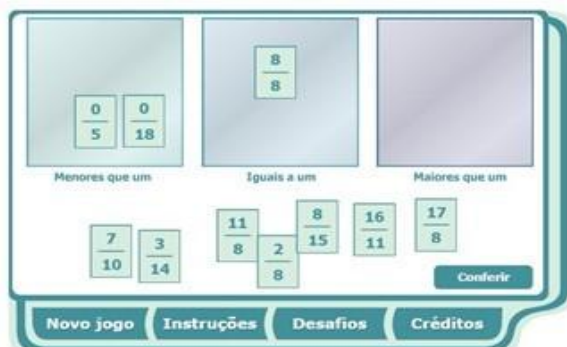 0/5 0/18
8/8
Menores que um
Iguais a um
Maiores que um
7/10
3/14
11/8
2/8
8/15
16/11
17/8
Conferir
Novo jogo
Instruções
Desafios
Créditos